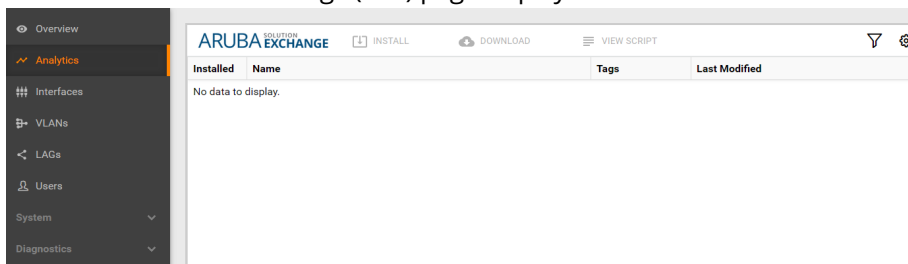 Overview
ARUBA SOLUTION EXCHANGE INSTALL DOWNLOAD VIEW SCRIPT
Analytics
Installed Name Tags Last Modified
Interfaces
No data to display.
VLANs
LAGs
Users
System
Diagnostics